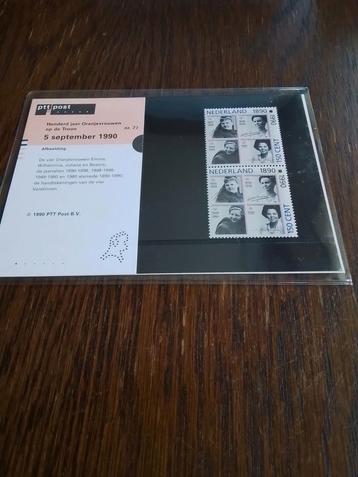 ptt post
Honderd jaar Oranjevrouwen
op de Troon
nr. 77
5 september 1990
Afbeelding
De vier Oranjevrouwen Emma,
Wilhelmina, Juliana en Beatrix;
de jaartallen 1890-1898, 1898-1948,
1948-1980 en 1980 alsmede 1890-1990;
de handtekeningen van de vier
Vorstinnen.
© 1990 PTT Post B.V.
NEDERLAND 1890
1990
150 CENT
NEDERLAND 1890
1990
150 CENT